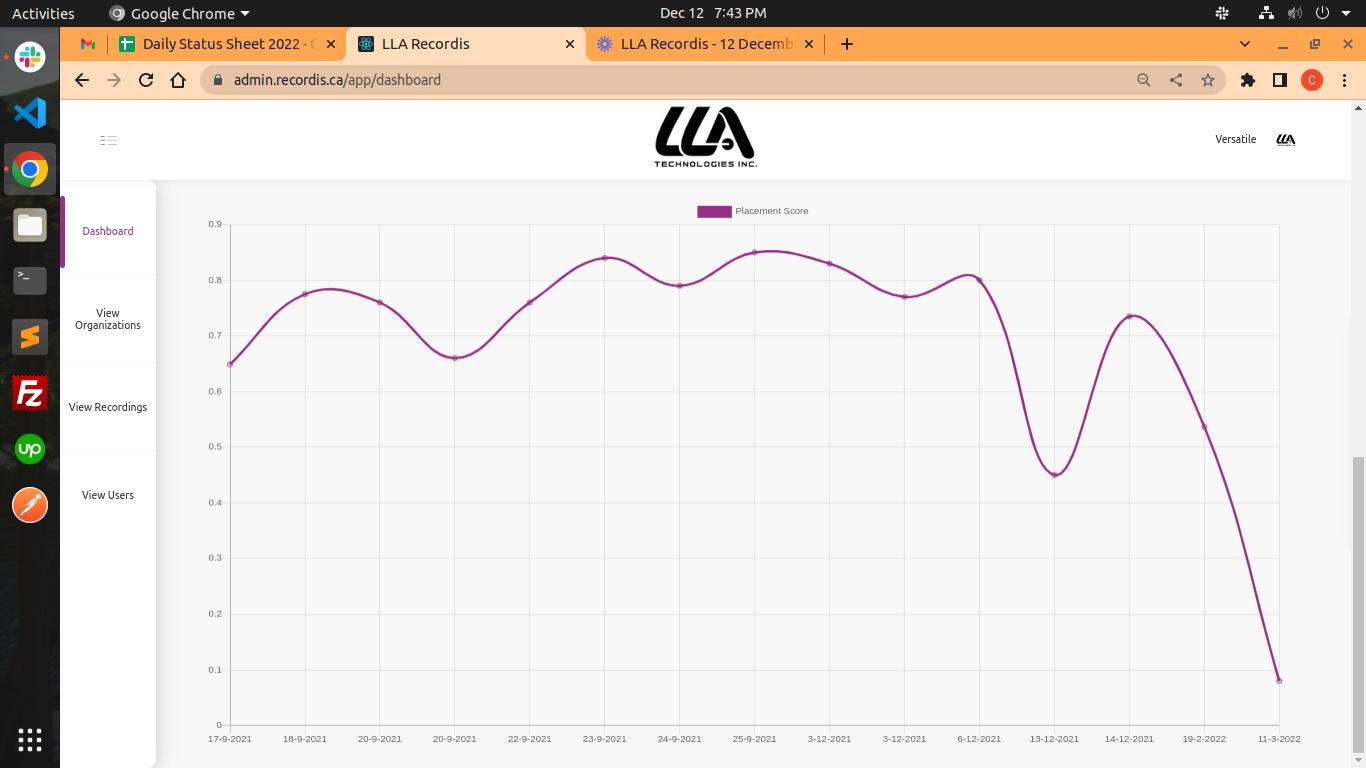 Activities
Google Chrome
Dec 12 7:43 PM
Daily Status Sheet 2022 -
LLA Recordis
LLA Recordis - 12 Decemb
admin.recordis.ca/app/dashboard
C
LLA
TECHNOLOGIES INC.
Versatile
LLA
Dashboard
View
Organizations
View Recordings
View Users
Fz
up
Placement Score
0.9
0.8
0.7
0.6
0.5
0.4
0.3
0.2
0.1
0
17-9-2021
18-9-2021
20-9-2021
20-9-2021
22-9-2021
23-9-2021
24-9-2021
25-9-2021
3-12-2021
3-12-2021
6-12-2021
13-12-2021
14-12-2021
19-2-2022
11-3-2022